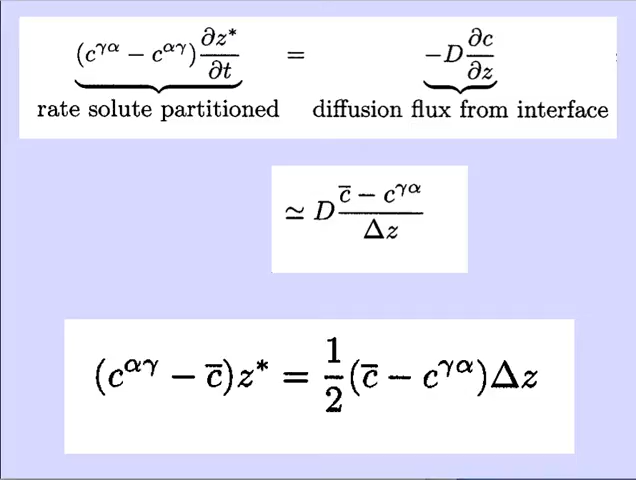 (c^{γα} − c^{αγ}) ∂z*/∂t = −D ∂c/∂z
rate solute partitioned diffusion flux from interface
≃ D (c̅ − c^{γα})/Δz
(c^{αγ} − c̅)z* = 1/2 (c̅ − c^{γα})Δz